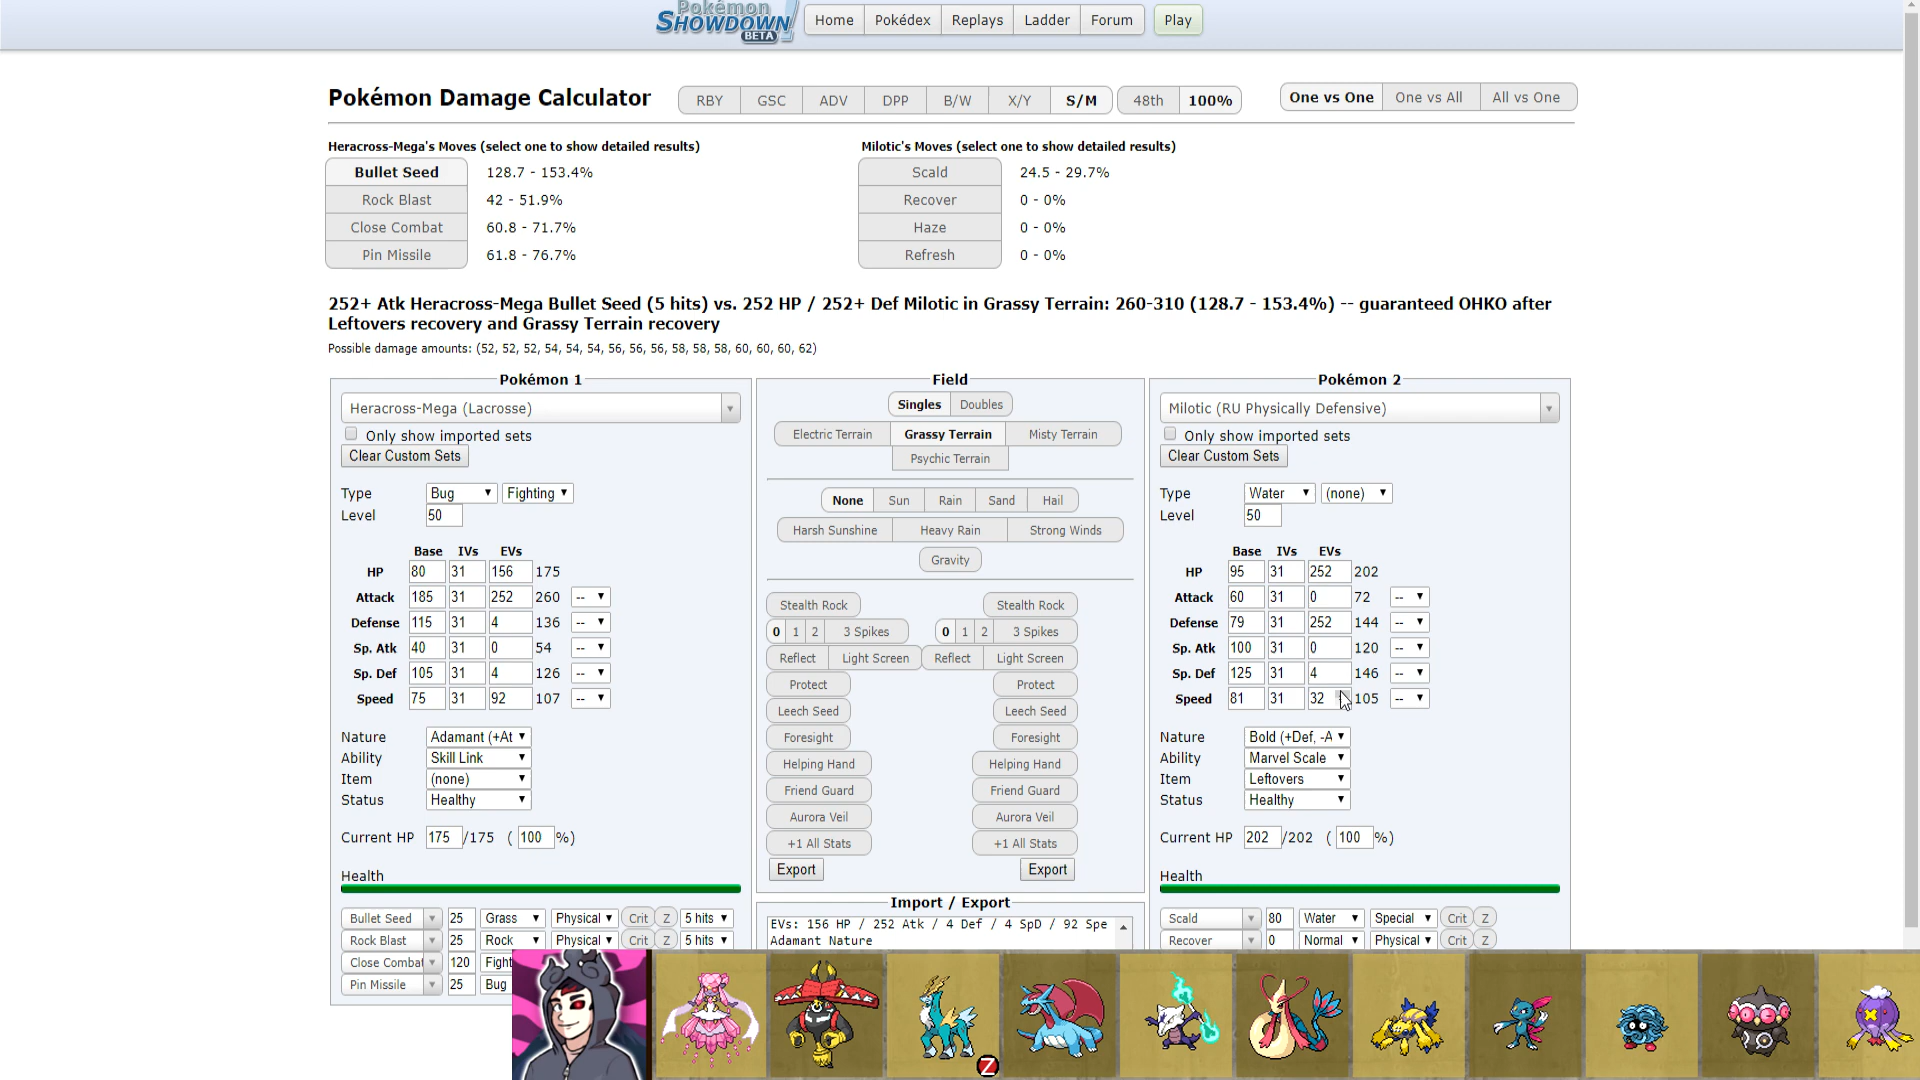 Pokémon
SHOWDOWN
BETA
Home Pokédex Replays Ladder Forum Play
Pokémon Damage Calculator RBY GSC ADV DPP B/W X/Y S/M 48th 100% One vs One One vs All All vs One
Heracross-Mega's Moves (select one to show detailed results)
Bullet Seed 128.7 - 153.4%
Rock Blast 42 - 51.9%
Close Combat 60.8 - 71.7%
Pin Missile 61.8 - 76.7%
Milotic's Moves (select one to show detailed results)
Scald 24.5 - 29.7%
Recover 0 - 0%
Haze 0 - 0%
Refresh 0 - 0%
252+ Atk Heracross-Mega Bullet Seed (5 hits) vs. 252 HP / 252+ Def Milotic in Grassy Terrain: 260-310 (128.7 - 153.4%) -- guaranteed OHKO after
Leftovers recovery and Grassy Terrain recovery
Possible damage amounts: (52, 52, 52, 54, 54, 54, 56, 56, 56, 58, 58, 58, 60, 60, 60, 62)
Pokémon 1
Heracross-Mega (Lacrosse)
Only show imported sets
Clear Custom Sets
Type Bug Fighting
Level 50
Base IVs EVs
HP 80 31 156 175
Attack 185 31 252 260 --
Defense 115 31 4 136 --
Sp. Atk 40 31 0 54 --
Sp. Def 105 31 4 126 --
Speed 75 31 92 107 --
Nature Adamant (+At
Ability Skill Link
Item (none)
Status Healthy
Current HP 175 /175 ( 100 %)
Health
Bullet Seed 25 Grass Physical Crit Z 5 hits
Rock Blast 25 Rock Physical Crit Z 5 hits
Close Combat 120 Fight
Pin Missile 25 Bug
Field
Singles Doubles
Electric Terrain Grassy Terrain Misty Terrain
Psychic Terrain
None Sun Rain Sand Hail
Harsh Sunshine Heavy Rain Strong Winds
Gravity
Stealth Rock Stealth Rock
0 1 2 3 Spikes 0 1 2 3 Spikes
Reflect Light Screen Reflect Light Screen
Protect Protect
Leech Seed Leech Seed
Foresight Foresight
Helping Hand Helping Hand
Friend Guard Friend Guard
Aurora Veil Aurora Veil
+1 All Stats +1 All Stats
Export Export
Import / Export
EVs: 156 HP / 252 Atk / 4 Def / 4 SpD / 92 Spe
Adamant Nature
Pokémon 2
Milotic (RU Physically Defensive)
Only show imported sets
Clear Custom Sets
Type Water (none)
Level 50
Base IVs EVs
HP 95 31 252 202
Attack 60 31 0 72 --
Defense 79 31 252 144 --
Sp. Atk 100 31 0 120 --
Sp. Def 125 31 4 146 --
Speed 81 31 32 105 --
Nature Bold (+Def, -A
Ability Marvel Scale
Item Leftovers
Status Healthy
Current HP 202 /202 ( 100 %)
Health
Scald 80 Water Special Crit Z
Recover 0 Normal Physical Crit Z
Z